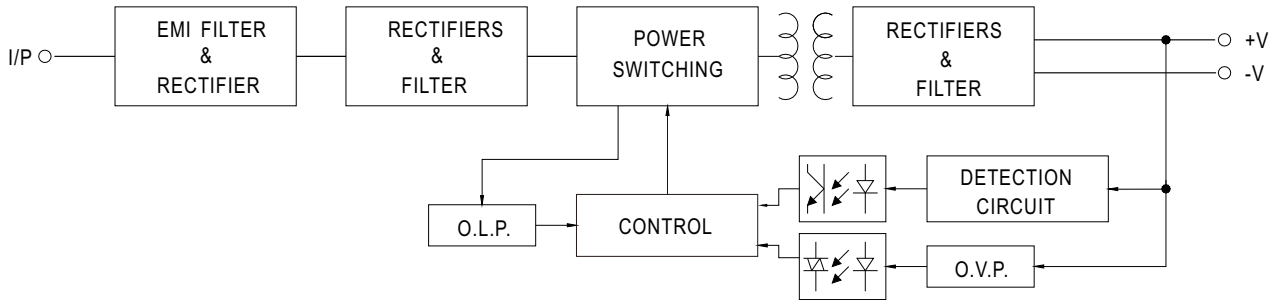 I/P
EMI FILTER
&
RECTIFIER
RECTIFIERS
&
FILTER
POWER
SWITCHING
RECTIFIERS
&
FILTER
+V
-V
O.L.P.
CONTROL
DETECTION
CIRCUIT
O.V.P.